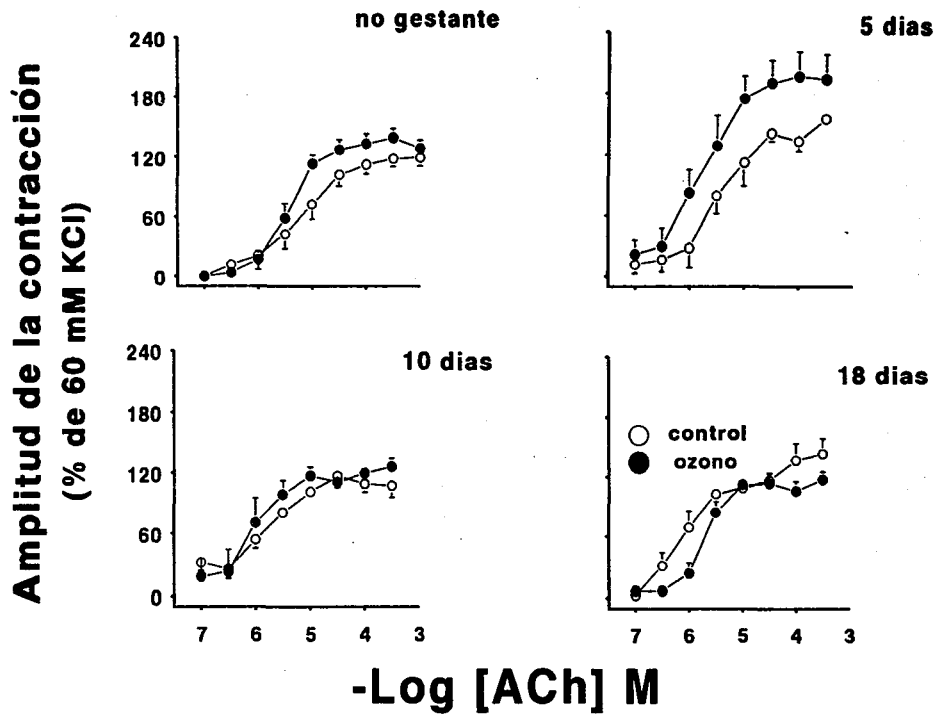 no gestante
5 dias
Amplitud de la contracción
(% de 60 mM KCl)
240
180
120
60
0
10 dias
18 dias
240
180
120
60
0
control
ozono
7 6 5 4 3
7 6 5 4 3
-Log [ACh] M